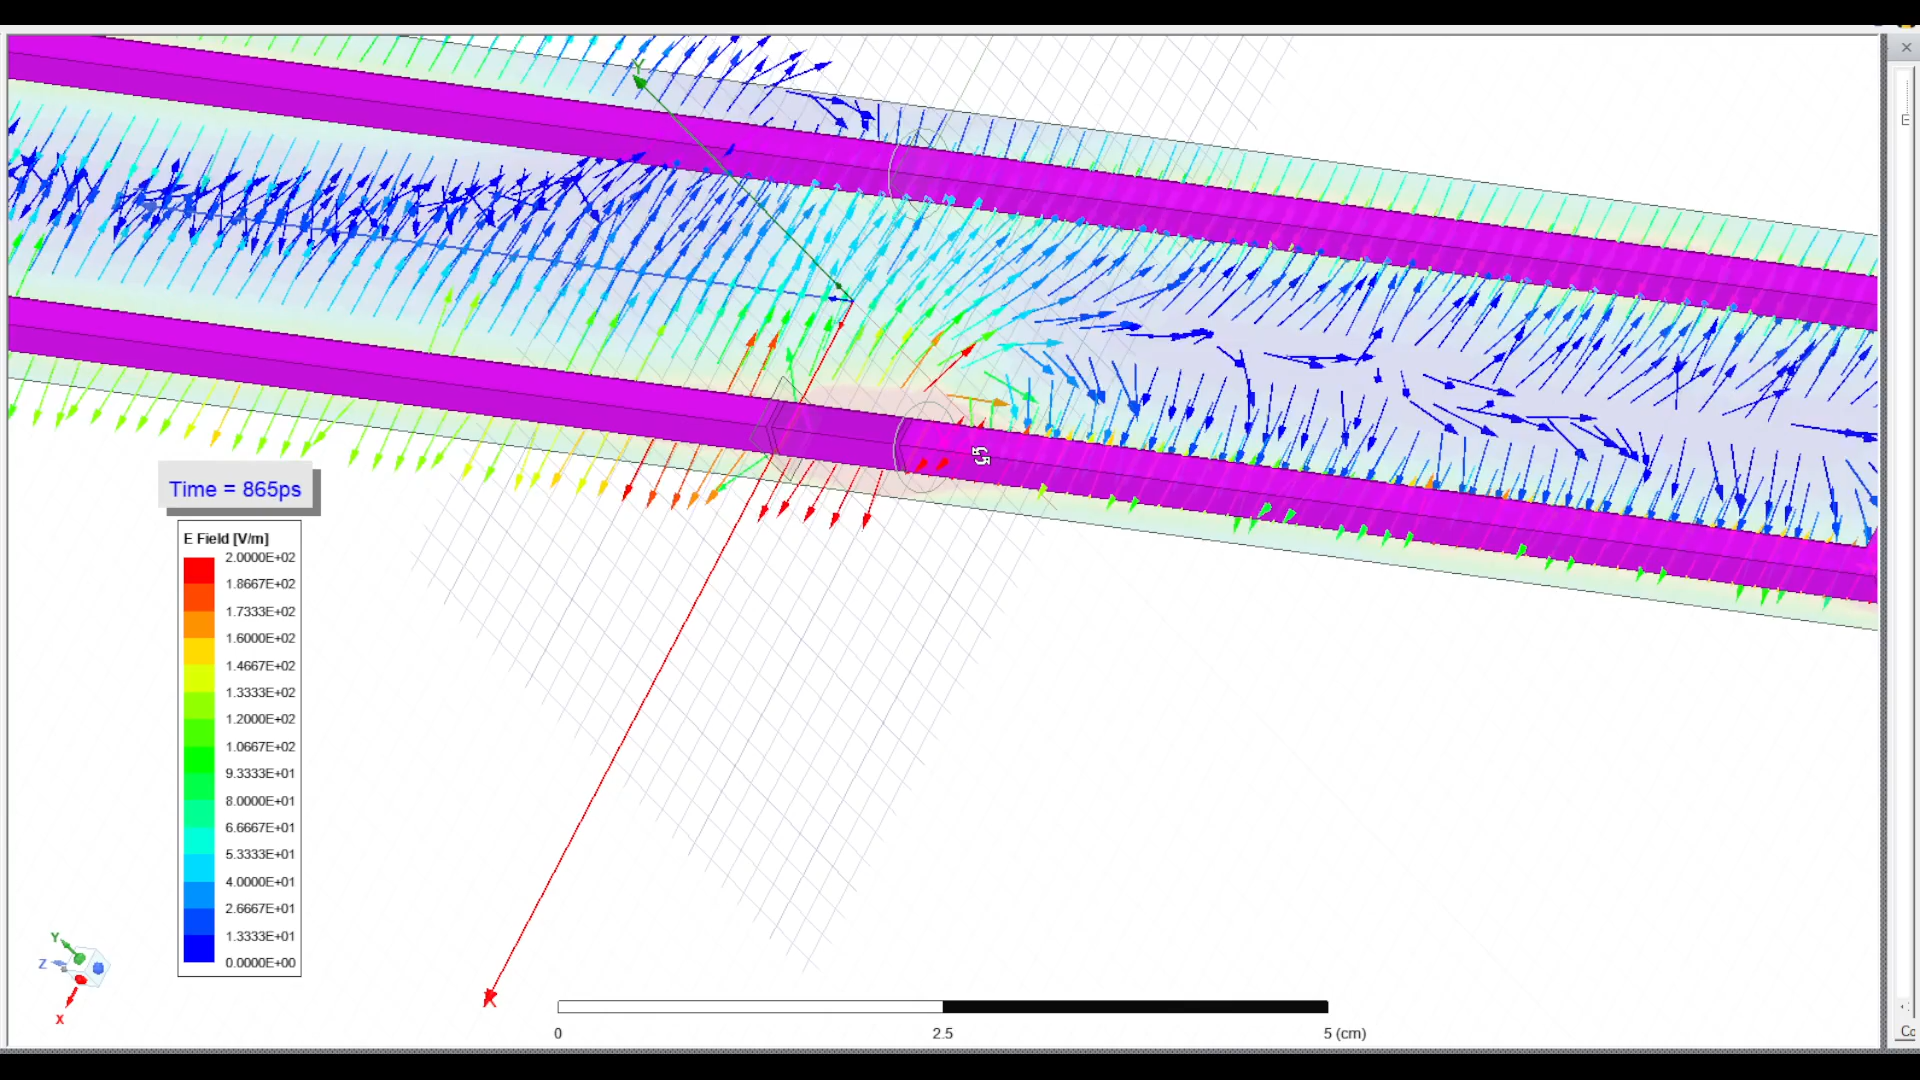 Y
Time = 865ps
E Field [V/m]
2.0000E+02
1.8667E+02
1.7333E+02
1.6000E+02
1.4667E+02
1.3333E+02
1.2000E+02
1.0667E+02
9.3333E+01
8.0000E+01
6.6667E+01
5.3333E+01
4.0000E+01
2.6667E+01
1.3333E+01
0.0000E+00
Y
Z
X
X
0 2.5 5 (cm)
Co